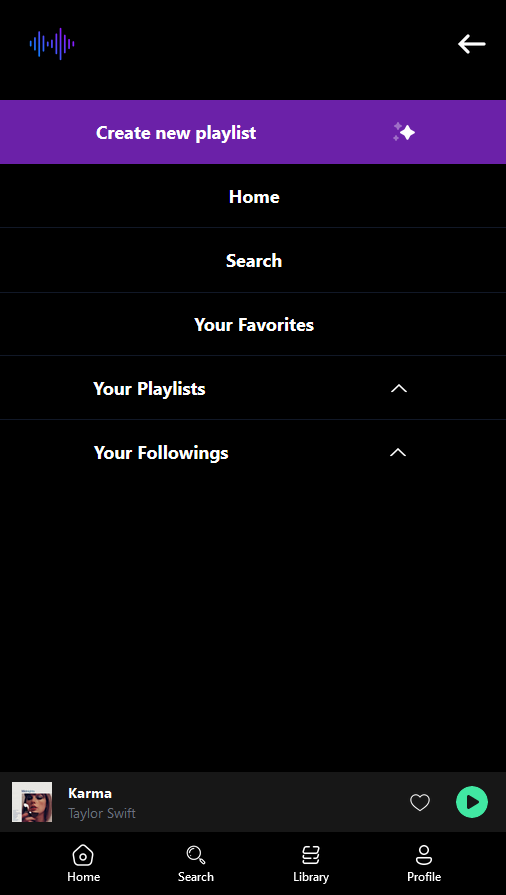 Create new playlist
Home
Search
Your Favorites
Your Playlists
Your Followings
Karma
Taylor Swift
Home
Search
Library
Profile